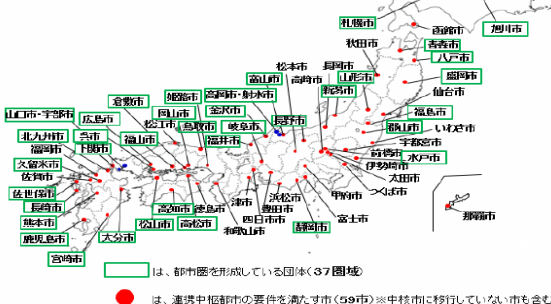 札幌市
旭川市
函館市
秋田市
青森市
八戸市
松本市
長岡市
山形市
盛岡市
富山市
高崎市
新潟市
仙台市
倉敷市
姫路市
高岡市・射水市
岡山市
金沢市
長野市
福島市
山口市・宇部市
広島市
松江市
鳥取市
岐阜市
郡山市
いわき市
北九州市
呉市
福山市
福井市
宇都宮市
福岡市
下関市
前橋市
水戸市
久留米市
伊勢崎市
佐賀市
太田市
佐世保市
つくば市
長崎市
高知市
徳島市
津市
浜松市
甲府市
熊本市
松山市
高松市
四日市市
豊田市
富士市
鹿児島市
大分市
和歌山市
静岡市
那覇市
宮崎市
は、都市圏を形成している団体(37圏域)
は、連携中枢都市の要件を満たす市(59市)※中核市に移行していない市も含む